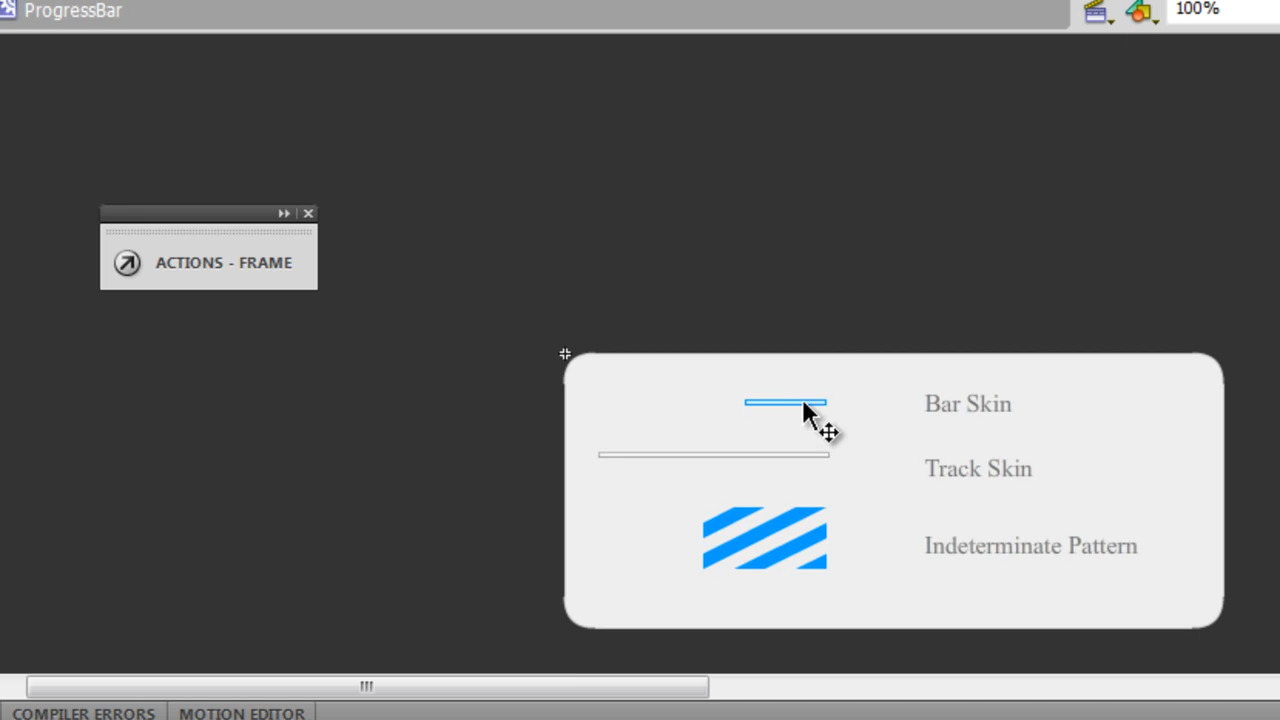 ProgressBar
100%
ACTIONS - FRAME
Bar Skin
Track Skin
Indeterminate Pattern
COMPILER ERRORS
MOTION EDITOR